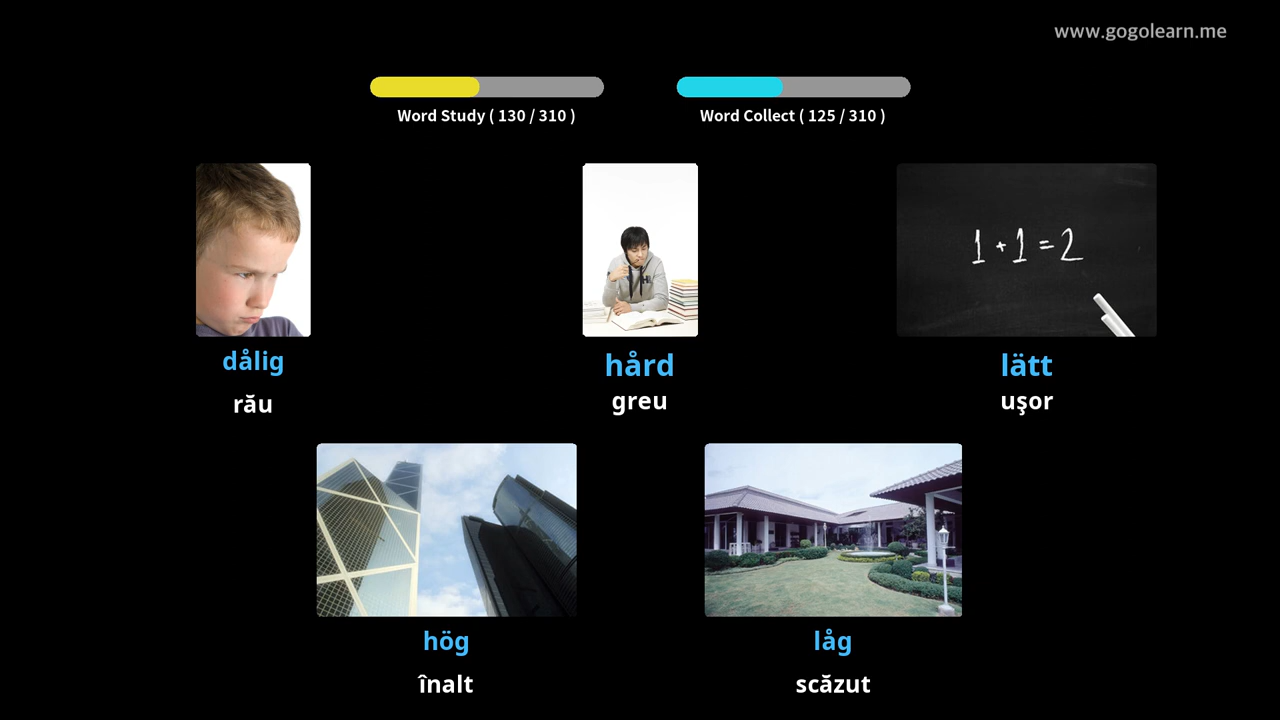 www.gogolearn.me
Word Study ( 130 / 310 )
Word Collect ( 125 / 310 )
1 + 1 = 2
dålig
hård
lätt
rău
greu
uşor
hög
låg
înalt
scăzut